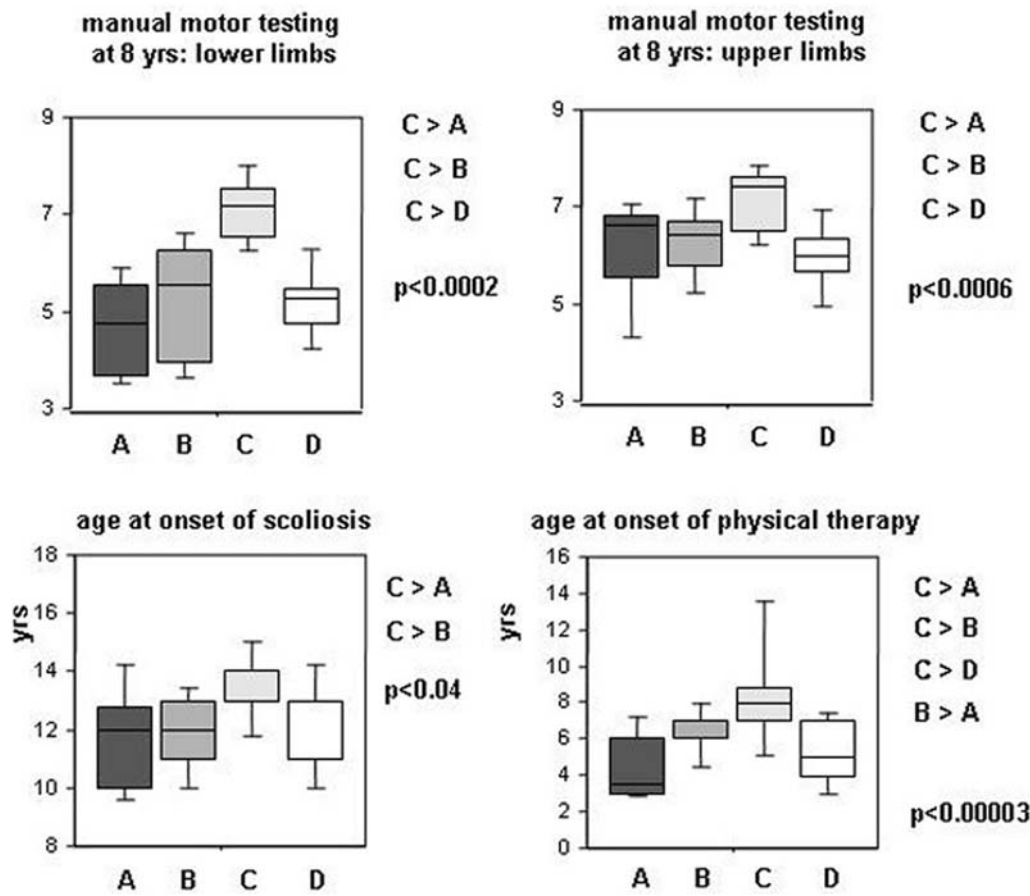 manual motor testing
at 8 yrs: lower limbs
9
7
5
3
A B C D
C > A
C > B
C > D
p<0.0002
manual motor testing
at 8 yrs: upper limbs
9
7
5
3
A B C D
C > A
C > B
C > D
p<0.0006
age at onset of scoliosis
yrs
18
16
14
12
10
8
A B C D
C > A
C > B
p<0.04
age at onset of physical therapy
yrs
16
14
12
10
8
6
4
2
0
A B C D
C > A
C > B
C > D
B > A
p<0.00003